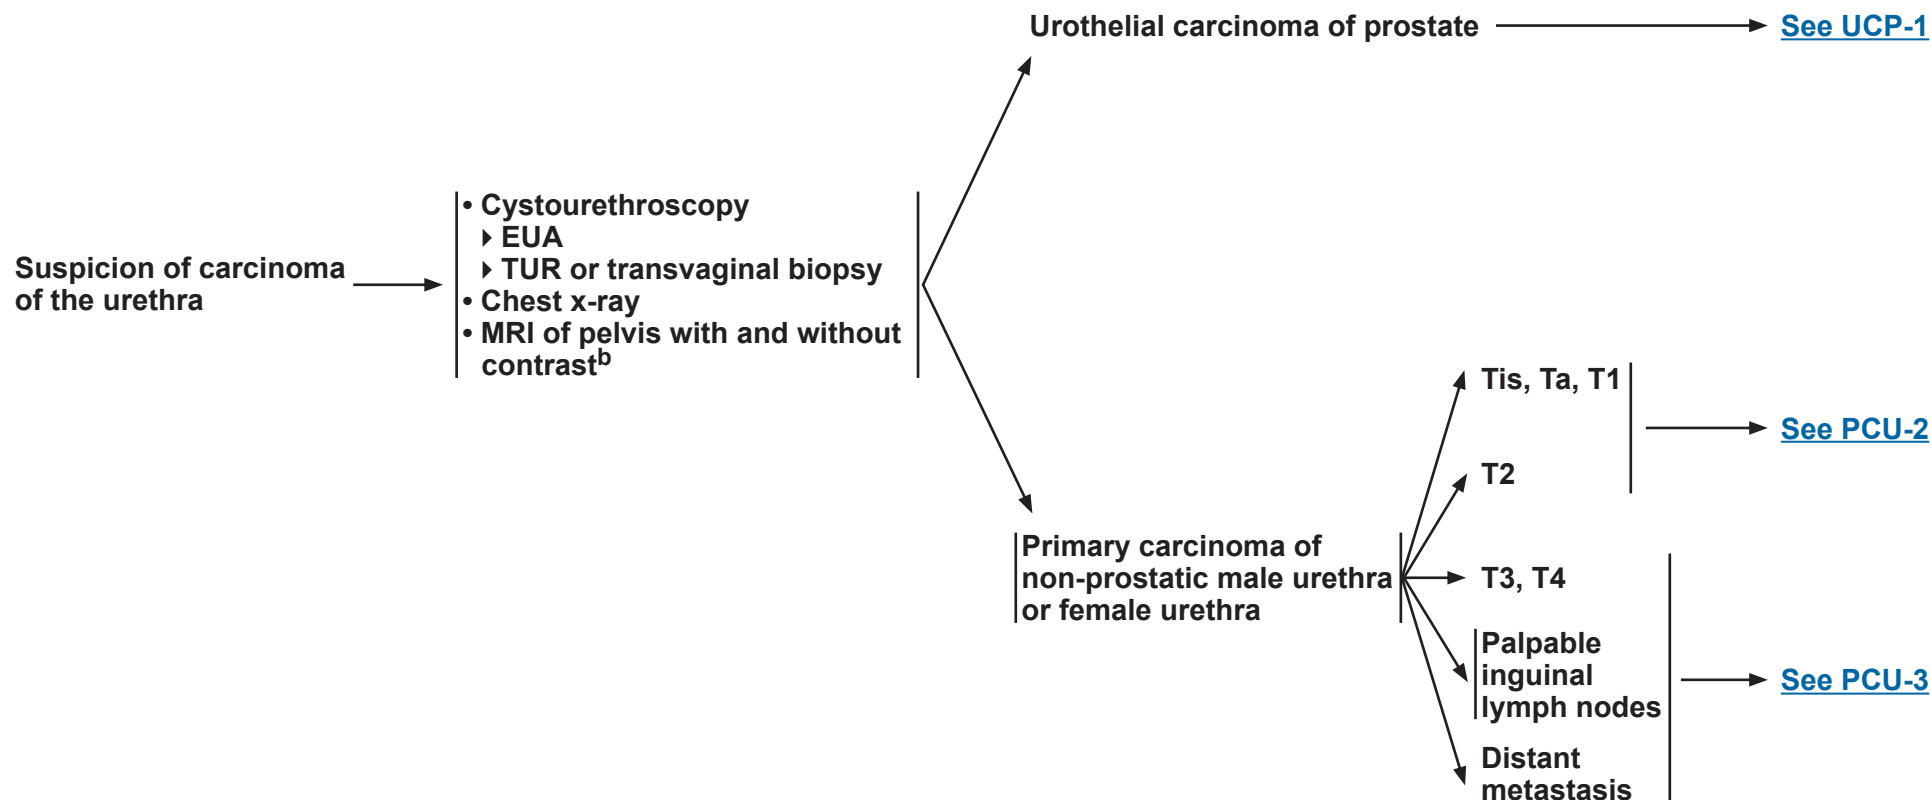 Urothelial carcinoma of prostate
See UCP-1
Suspicion of carcinoma
of the urethra
• Cystourethroscopy
▸ EUA
▸ TUR or transvaginal biopsy
• Chest x-ray
• MRI of pelvis with and without
contrastb
Primary carcinoma of
non-prostatic male urethra
or female urethra
Tis, Ta, T1
T2
See PCU-2
T3, T4
Palpable
inguinal
lymph nodes
Distant
metastasis
See PCU-3